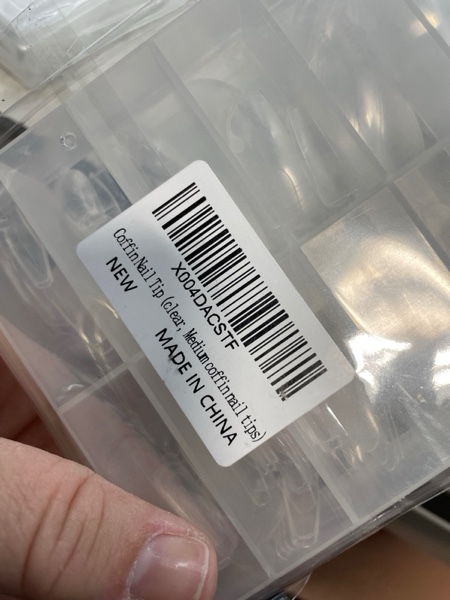 X004DACSTF
Coffin Nail Tip (clear, Medium coffin nail tips)
NEW
MADE IN CHINA